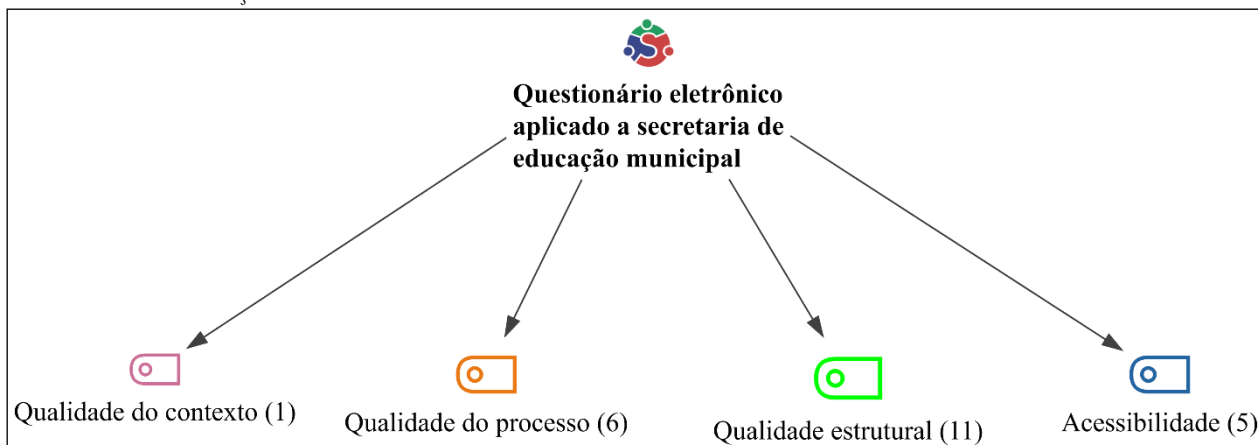 Questionário eletrônico
aplicado a secretaria de
educação municipal
Qualidade do contexto (1)
Qualidade do processo (6)
Qualidade estrutural (11)
Acessibilidade (5)